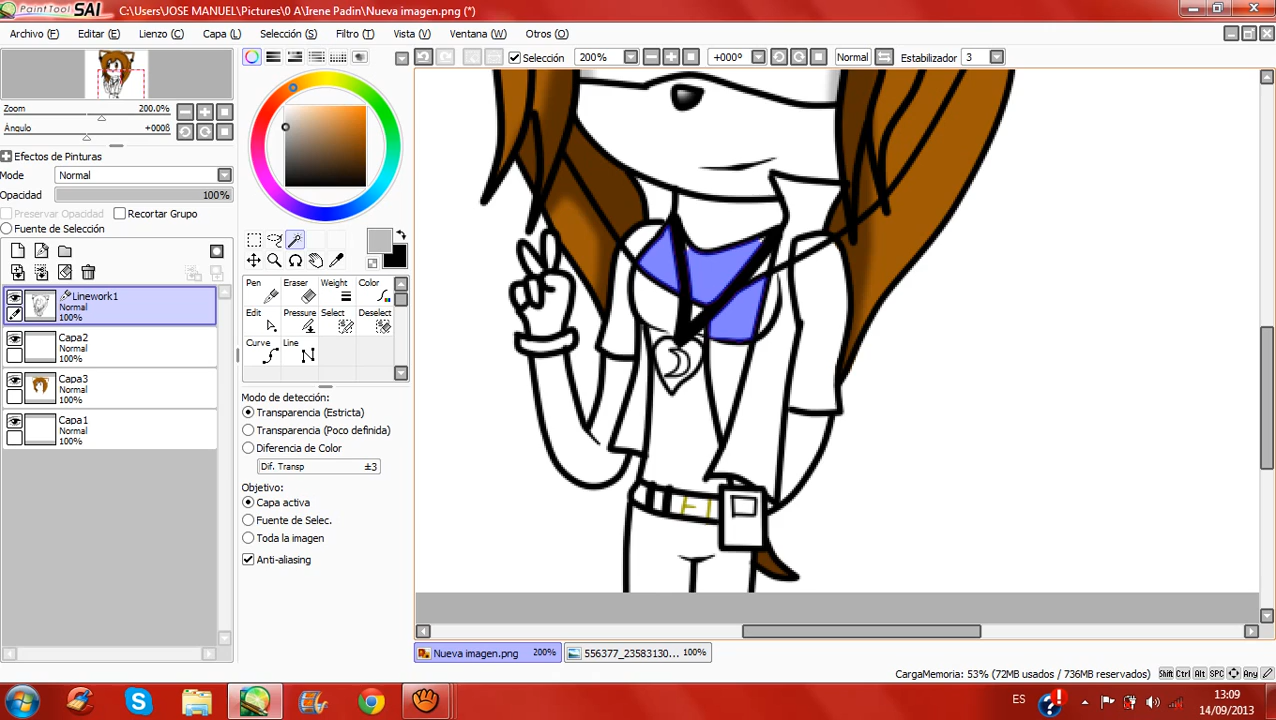 PaintTool SAI C:\Users\JOSE MANUEL\Pictures\0 A\Irene Padin\Nueva imagen.png (*)
Archivo (F) Editar (E) Lienzo (C) Capa (L) Selección (S) Filtro (T) Vista (V) Ventana (W) Otros (O)
Selección 200% +000º Normal Estabilizador 3
Zoom 200.0%
Ángulo +000ß
Efectos de Pinturas
Modo Normal
Opacidad 100%
Preservar Opacidad Recortar Grupo
Fuente de Selección
Linework1
Normal
100%
Capa2
Normal
100%
Capa3
Normal
100%
Capa1
Normal
100%
Pen Eraser Weight Color
Edit Pressure Select Deselect
Curve Line
Modo de detección:
Transparencia (Estricta)
Transparencia (Poco definida)
Diferencia de Color
Dif. Transp ±3
Objetivo:
Capa activa
Fuente de Selec.
Toda la imagen
Anti-aliasing
Nueva imagen.png 200% 556377_23583130... 100%
CargaMemoria: 53% (72MB usados / 736MB reservados) Shift Ctrl Alt SPC Any
ES 13:09
14/09/2013